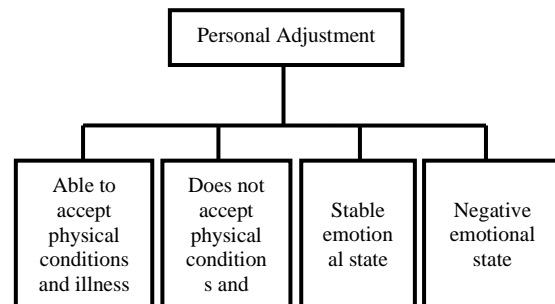 Personal Adjustment
Able to
accept
physical
conditions
and illness
Does not
accept
physical
condition
s and
Stable
emotion
al state
Negative
emotional
state